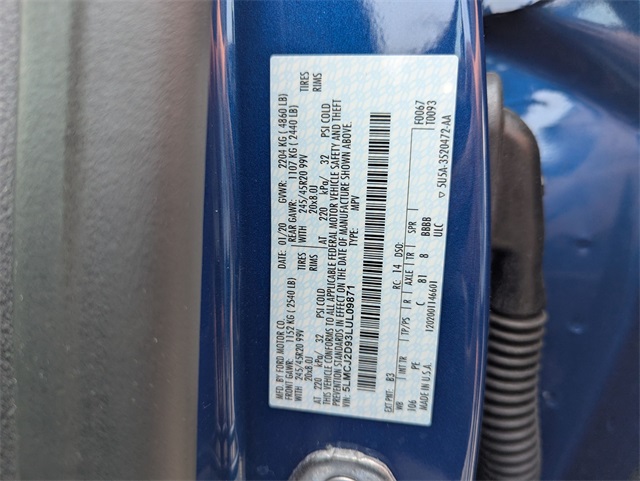 MFD. BY FORD MOTOR CO.
DATE: 01/20 GVWR: 2204 KG ( 4860 LB)
FRONT GAWR: 1152 KG (2540 LB) REAR GAWR: 1107 KG ( 2440 LB)
WITH 245/45R20 99V TIRES WITH 245/45R20 99V TIRES
20x8.0J RIMS 20x8.0J RIMS
AT 220 kPa/ 32 PSI COLD AT 220 kPa/ 32 PSI COLD
THIS VEHICLE CONFORMS TO ALL APPLICABLE FEDERAL MOTOR VEHICLE SAFETY AND THEFT
PREVENTION STANDARDS IN EFFECT ON THE DATE OF MANUFACTURE SHOWN ABOVE.
VIN: 5LMCJ2D93LUL09871 TYPE: MPV
F0067
T0093
EXT PNT: B3 RC: 14 DSO:
WB INT TR TP/PS R AXLE TR SPR
106 PE C 81 8 BBBB
MADE IN U.S.A. 1202001146601 ULC
5U5A-3520472-AA